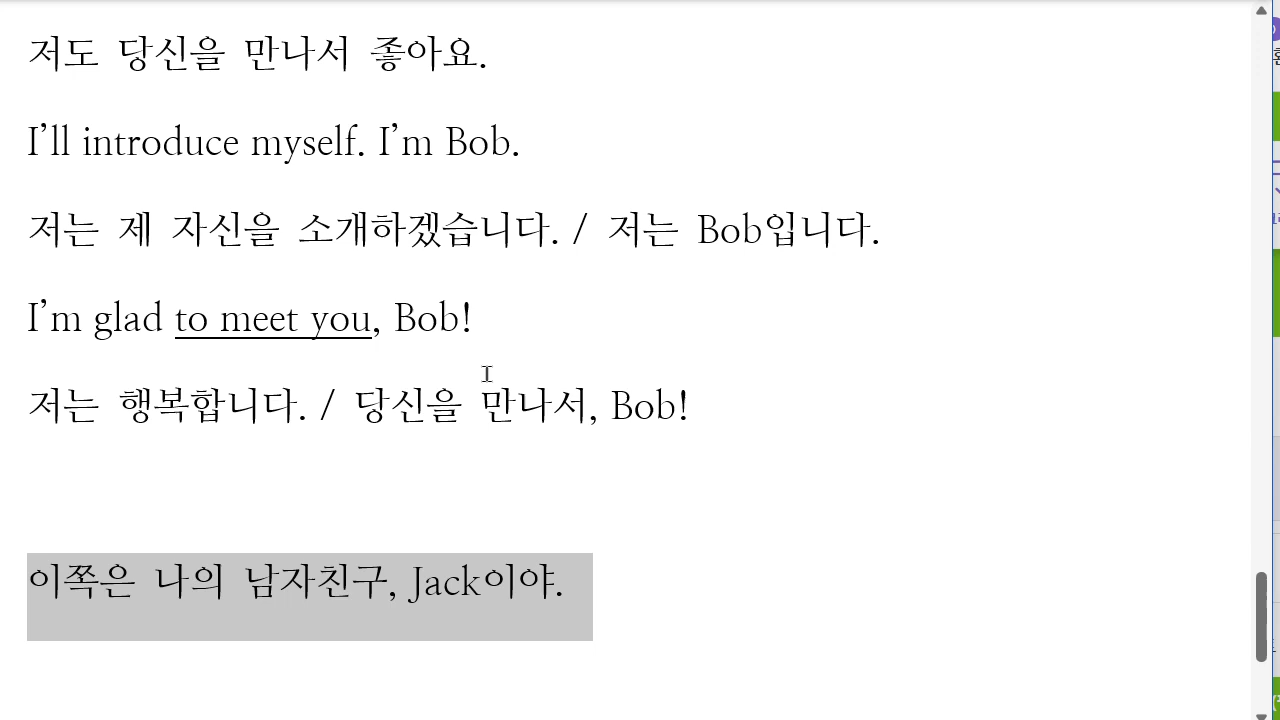 저도 당신을 만나서 좋아요.
I’ll introduce myself. I’m Bob.
저는 제 자신을 소개하겠습니다. / 저는 Bob입니다.
I’m glad to meet you, Bob!
저는 행복합니다. / 당신을 만나서, Bob!
이쪽은 나의 남자친구, Jack이야.